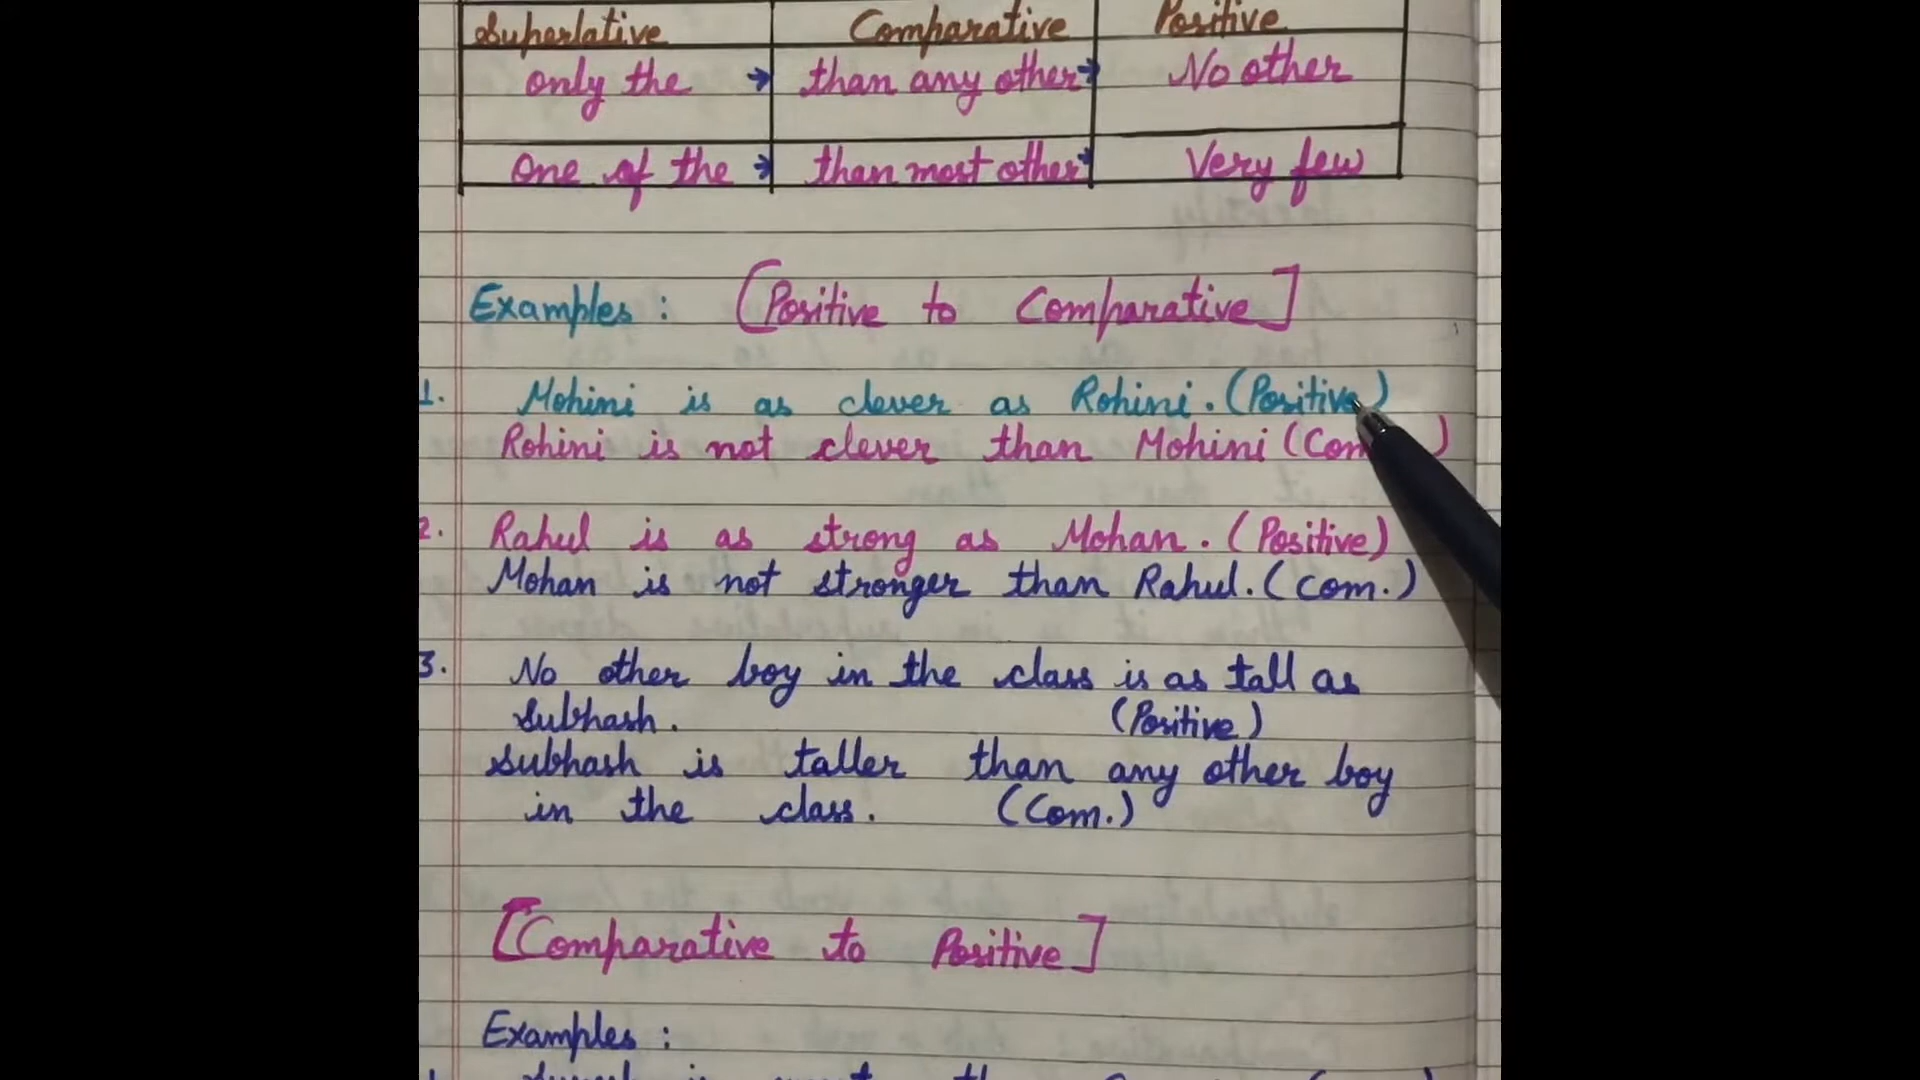 Superlative Comparative Positive
only the → than any other → No other
One of the → than most other → Very few
Examples : [Positive to Comparative]
1. Mohini is as clever as Rohini. (Positive)
Rohini is not clever than Mohini (Com )
2. Rahul is as strong as Mohan. (Positive)
Mohan is not stronger than Rahul. (Com.)
3. No other boy in the class is as tall as
Subhash. (Positive)
Subhash is taller than any other boy
in the class. (Com.)
[Comparative to Positive]
Examples :